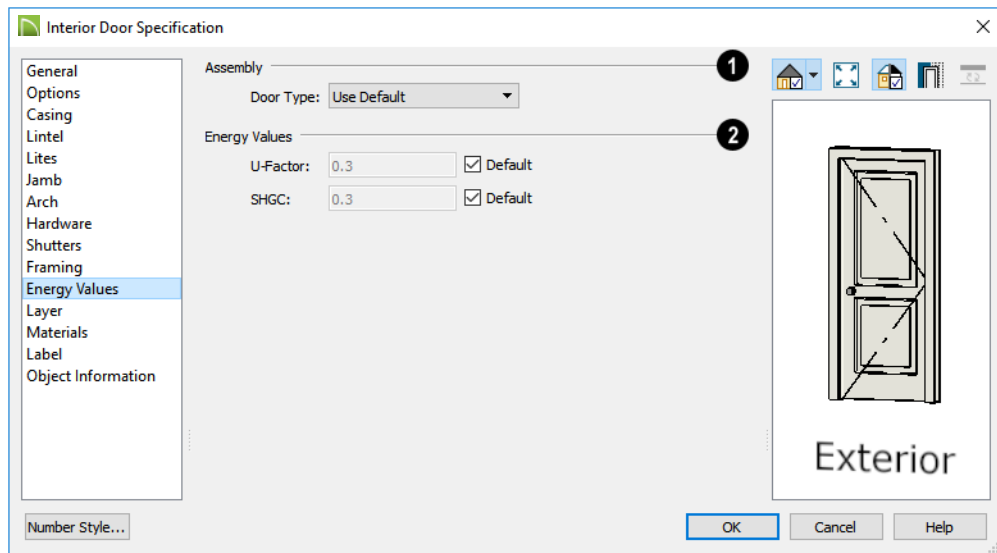 Interior Door Specification
General
Options
Casing
Lintel
Lites
Jamb
Arch
Hardware
Shutters
Framing
Energy Values
Layer
Materials
Label
Object Information
Assembly 1
Door Type: Use Default
Energy Values 2
U-Factor: 0.3 Default
SHGC: 0.3 Default
Exterior
Number Style... OK Cancel Help